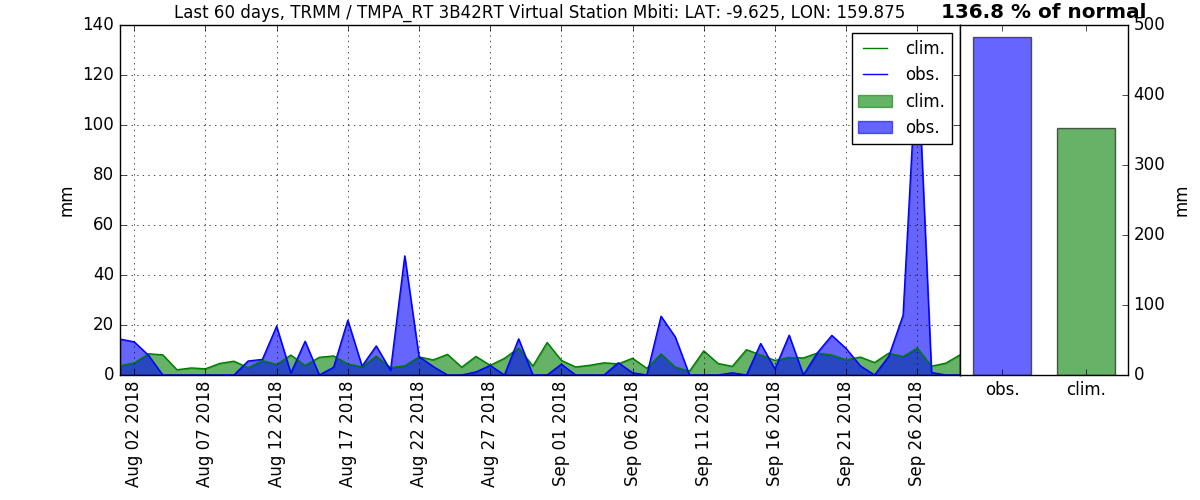 Last 60 days, TRMM / TMPA_RT 3B42RT Virtual Station Mbiti: LAT: -9.625, LON: 159.875
136.8 % of normal
mm
140
120
100
80
60
40
20
0
clim.
obs.
clim.
obs.
Aug 02 2018
Aug 07 2018
Aug 12 2018
Aug 17 2018
Aug 22 2018
Aug 27 2018
Sep 01 2018
Sep 06 2018
Sep 11 2018
Sep 16 2018
Sep 21 2018
Sep 26 2018
obs.
clim.
500
400
300
200
100
0
mm